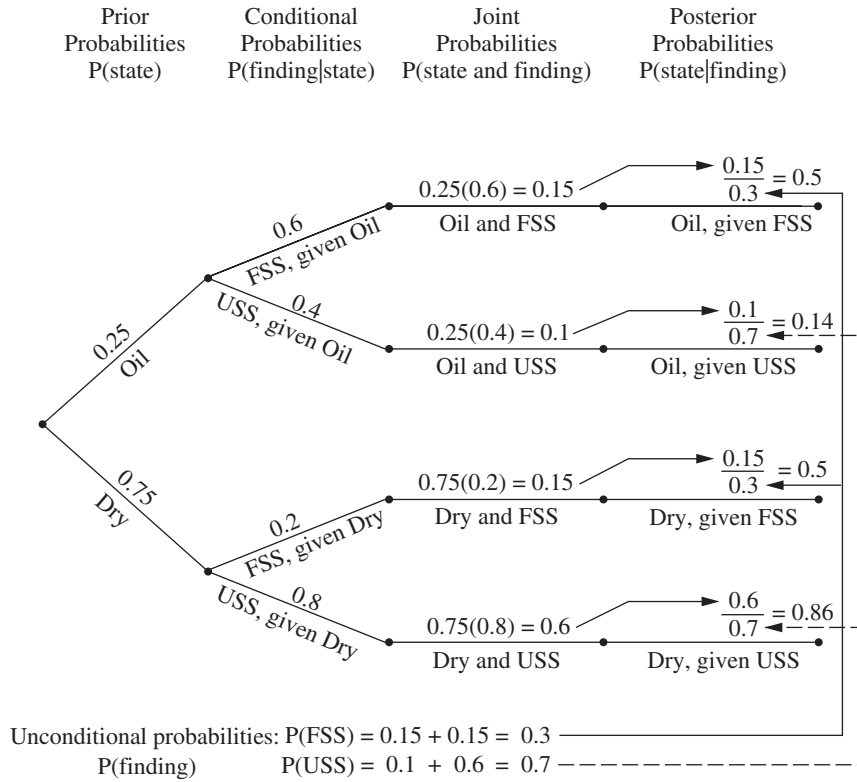 Prior Probabilities P(state)
Conditional Probabilities P(finding|state)
Joint Probabilities P(state and finding)
Posterior Probabilities P(state|finding)
0.25
Oil
0.75
Dry
0.6
FSS, given Oil
0.4
USS, given Oil
0.2
FSS, given Dry
0.8
USS, given Dry
0.25(0.6) = 0.15
Oil and FSS
0.15
0.3
= 0.5
Oil, given FSS
0.25(0.4) = 0.1
Oil and USS
0.1
0.7
= 0.14
Oil, given USS
0.75(0.2) = 0.15
Dry and FSS
0.15
0.3
= 0.5
Dry, given FSS
0.75(0.8) = 0.6
Dry and USS
0.6
0.7
= 0.86
Dry, given USS
Unconditional probabilities: P(FSS) = 0.15 + 0.15 = 0.3
P(finding) P(USS) = 0.1 + 0.6 = 0.7